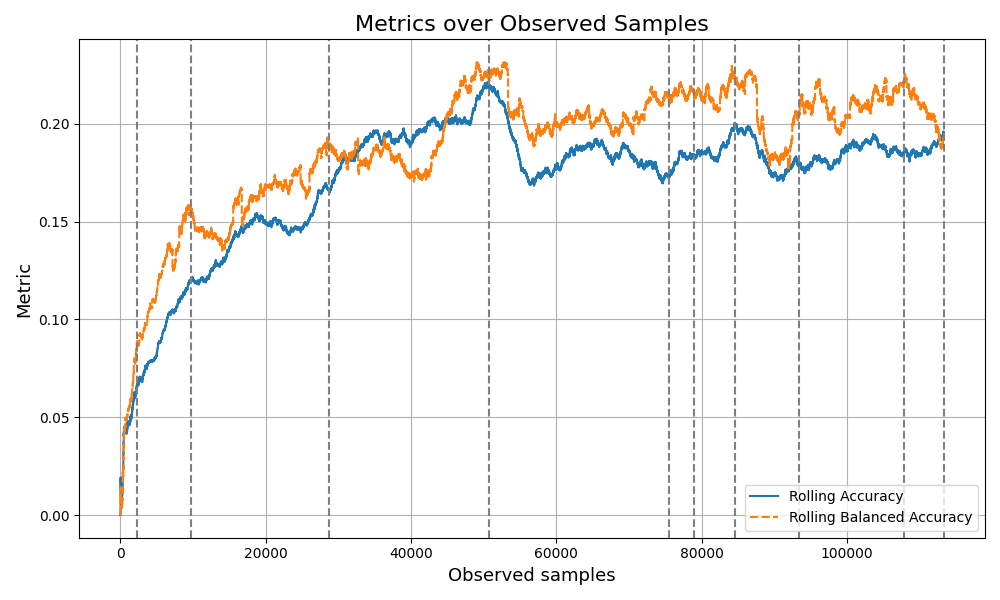 Metrics over Observed Samples
Metric
0.20
0.15
0.10
0.05
0.00
0
20000
40000
60000
80000
100000
Observed samples
Rolling Accuracy
Rolling Balanced Accuracy